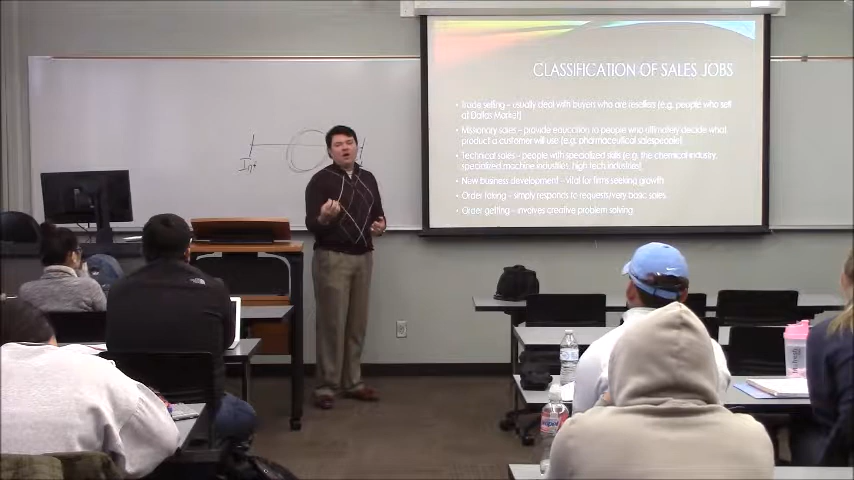 CLASSIFICATION OF SALES JOBS
• Trade selling – usually deal with buyers who are resellers (e.g. people who sell
at Dallas Market)
• Missionary sales – provide education to people who ultimately decide what
product a customer will use (e.g. pharmaceutical salespeople)
• Technical sales – people with specialized skills (e.g. the chemical industry,
specialized machine industries, high tech industries)
• New business development – vital for firms seeking growth
• Order taking – simply responds to requests/very basic sales
• Order getting – involves creative problem solving